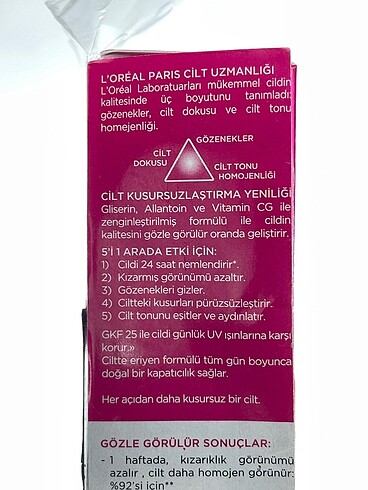 L'ORÉAL PARIS CİLT UZMANLIĞI
L'Oréal Laboratuarları mükemmel cildin
kalitesinde üç boyutunu tanımladı:
gözenekler, cilt dokusu ve cilt tonu
homejenliği.
GÖZENEKLER
CİLT
DOKUSU
CİLT TONU
HOMOJENLİĞİ
CİLT KUSURSUZLAŞTIRMA YENİLİĞİ
Gliserin, Allantoin ve Vitamin CG ile
zenginleştirilmiş formülü ile cildin
kalitesini gözle görülür oranda geliştirir.
5'İ 1 ARADA ETKİ İÇİN:
1) Cildi 24 saat nemlendirir*.
2) Kızarmış görünümü azaltır.
3) Gözenekleri gizler.
4) Ciltteki kusurları pürüzsüzleştirir.
5) Cilt tonunu eşitler ve aydınlatır.
GKF 25 ile cildi günlük UV ışınlarına karşı
korur.»
Ciltte eriyen formülü tüm gün boyunca
doğal bir kapatıcılık sağlar.
Her açıdan daha kusursuz bir cilt.
GÖZLE GÖRÜLÜR SONUÇLAR:
- 1 haftada, kızarıklık görünümü
azalır , cilt daha homojen görünür:
%92'si için**